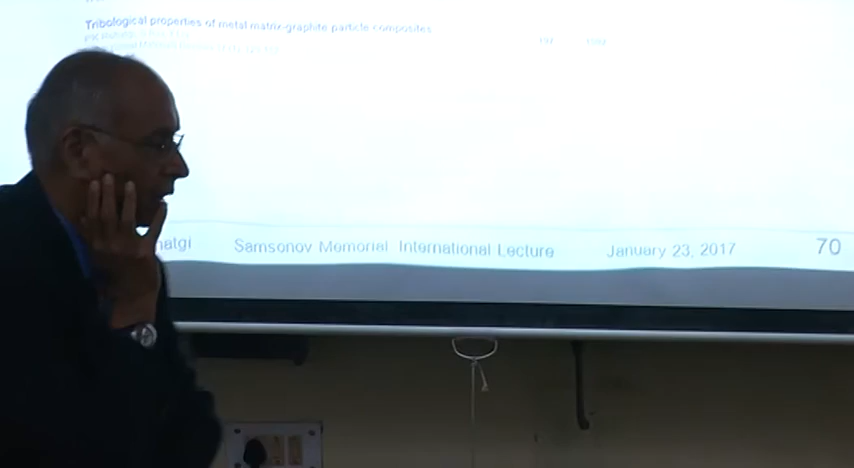 Tribological properties of metal matrix-graphite particle composites
hatgi Samsonov Memorial International Lecture January 23, 2017 70